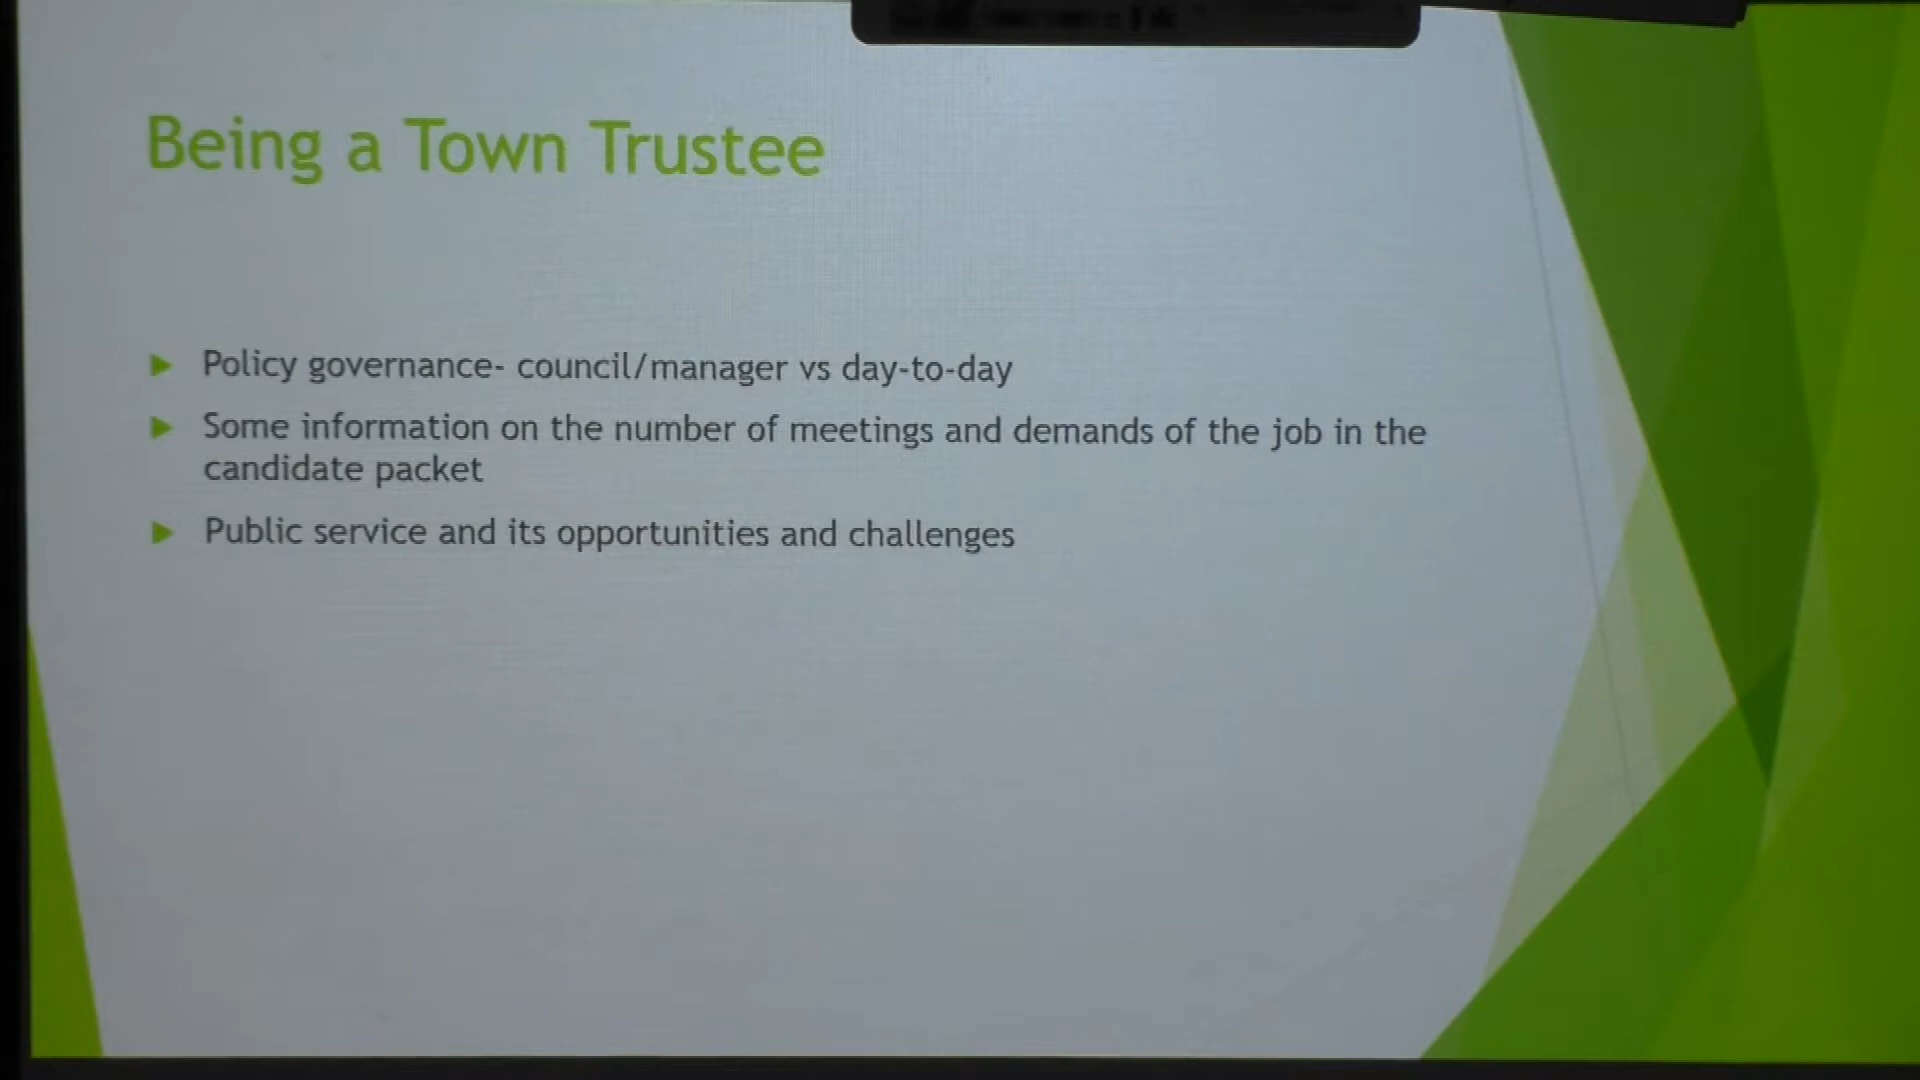 Being a Town Trustee
Policy governance- council/manager vs day-to-day
Some information on the number of meetings and demands of the job in the
candidate packet
Public service and its opportunities and challenges